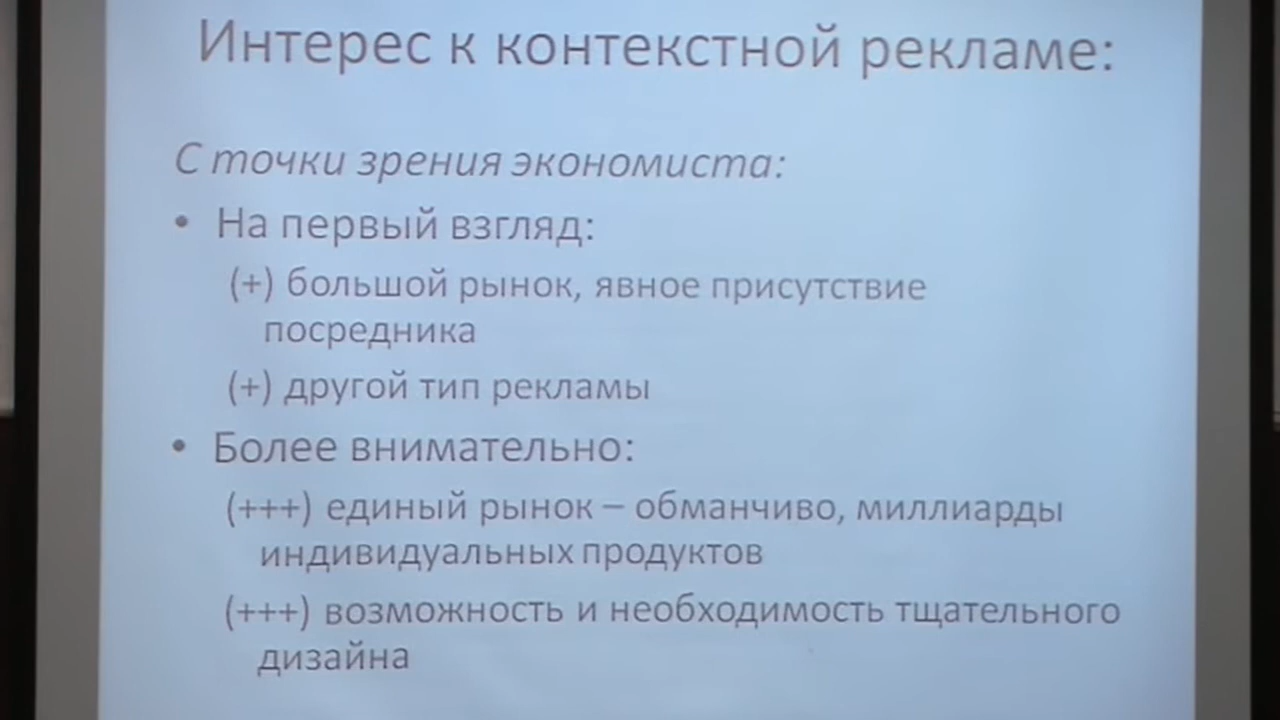 Интерес к контекстной рекламе:
С точки зрения экономиста:
• На первый взгляд:
(+) большой рынок, явное присутствие
посредника
(+) другой тип рекламы
• Более внимательно:
(+++) единый рынок – обманчиво, миллиарды
индивидуальных продуктов
(+++) возможность и необходимость тщательного
дизайна